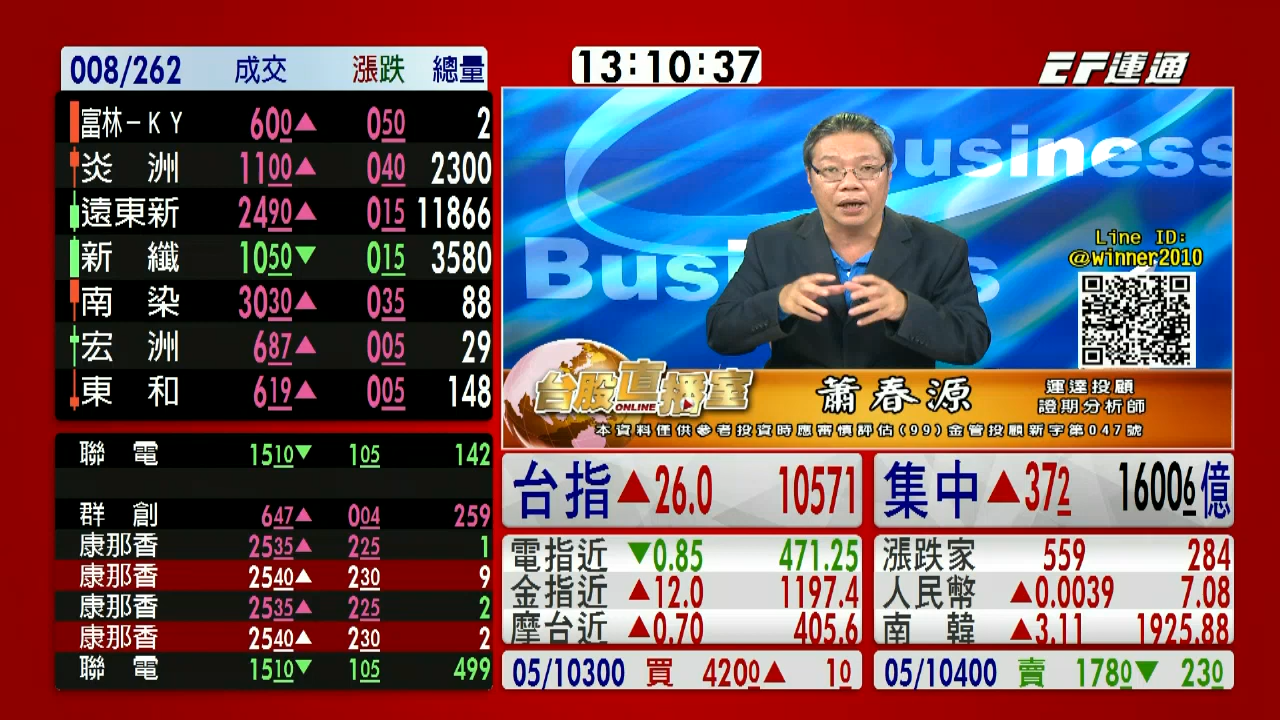 008/262 成交 漲跌 總量
富林－KY 600▲ 050 2
炎洲 1100▲ 040 2300
遠東新 2490▲ 015 11866
新纖 1050▼ 015 3580
南染 3030▲ 035 88
宏洲 687▲ 005 29
東和 619▲ 005 148
聯電 1510▼ 105 142
群創 647▲ 004 259
康那香 2535▲ 225 1
康那香 2540▲ 230 9
康那香 2535▲ 225 2
康那香 2540▲ 230 2
聯電 1510▼ 105 499
13:10:37
EF運通
Business
Business
Line ID:
@winner2010
台股直播室
ONLINE
蕭春源
運達投顧
證期分析師
本資料僅供參考投資時應審慎評估(99)金管投顧新字第047號
台指▲26.0 10571
集中▲372 16006億
電指近▼0.85 471.25
金指近▲12.0 1197.4
摩台近▲0.70 405.6
漲跌家 559 284
人民幣▲0.0039 7.08
南韓▲3.11 1925.88
05/10300 買 4200▲ 10
05/10400 賣 1780▼ 230